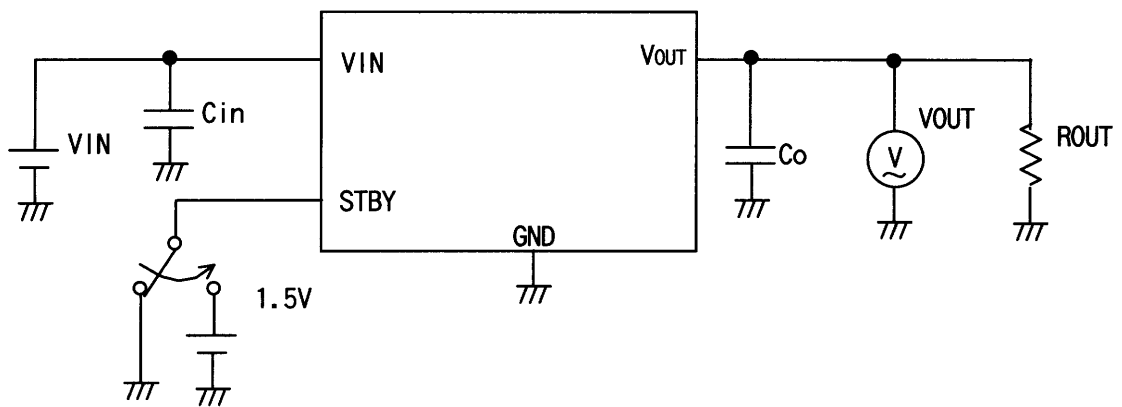 VIN
VOUT
Cin
VIN
VOUT
ROUT
V
Co
STBY
GND
1.5V